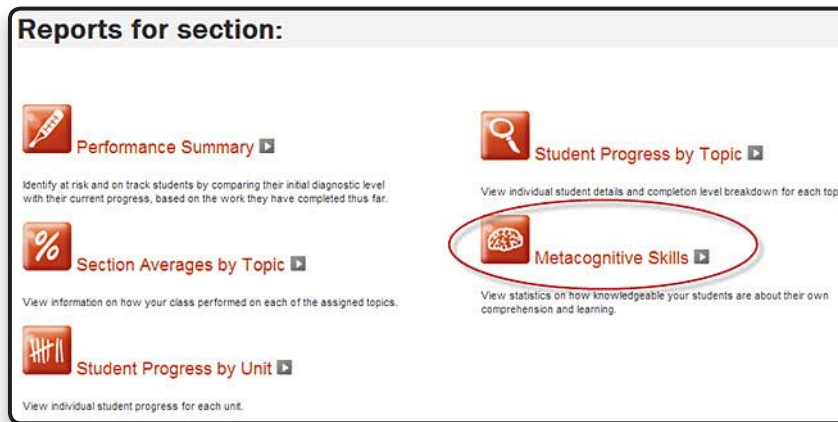 Reports for section:
Performance Summary
Identify at risk and on track students by comparing their initial diagnostic level
with their current progress, based on the work they have completed thus far.
%
Section Averages by Topic
View information on how your class performed on each of the assigned topics.
Student Progress by Unit
View individual student progress for each unit.
Student Progress by Topic
View individual student details and completion level breakdown for each top
Metacognitive Skills
View statistics on how knowledgeable your students are about their own
comprehension and learning.